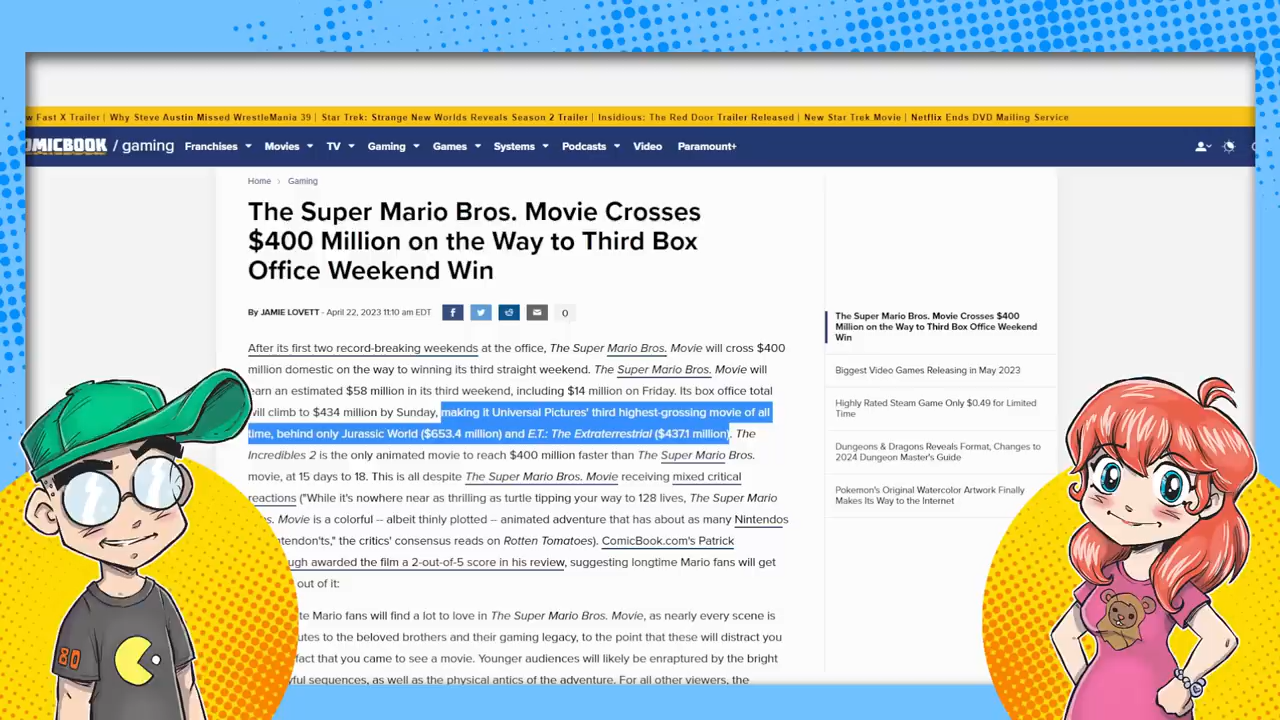 w Fast X Trailer | Why Steve Austin Missed WrestleMania 39 | Star Trek: Strange New Worlds Reveals Season 2 Trailer | Insidious: The Red Door Trailer Released | New Star Trek Movie | Netflix Ends DVD Mailing Service
OMICBOOK / gaming Franchises Movies TV Gaming Games Systems Podcasts Video Paramount+
Home > Gaming
The Super Mario Bros. Movie Crosses
$400 Million on the Way to Third Box
Office Weekend Win
By JAMIE LOVETT - April 22, 2023 11:10 am EDT
0
After its first two record-breaking weekends at the office, The Super Mario Bros. Movie will cross $400
million domestic on the way to winning its third straight weekend. The Super Mario Bros. Movie will
earn an estimated $58 million in its third weekend, including $14 million on Friday. Its box office total
will climb to $434 million by Sunday, making it Universal Pictures' third highest-grossing movie of all
time, behind only Jurassic World ($653.4 million) and E.T.: The Extraterrestrial ($437.1 million). The
Incredibles 2 is the only animated movie to reach $400 million faster than The Super Mario Bros.
movie, at 15 days to 18. This is all despite The Super Mario Bros. Movie receiving mixed critical
reactions ("While it's nowhere near as thrilling as turtle tipping your way to 128 lives, The Super Mario
s. Movie is a colorful -- albeit thinly plotted -- animated adventure that has about as many Nintendos
tendon'ts," the critics' consensus reads on Rotten Tomatoes). ComicBook.com's Patrick
ugh awarded the film a 2-out-of-5 score in his review, suggesting longtime Mario fans will get
out of it:
te Mario fans will find a lot to love in The Super Mario Bros. Movie, as nearly every scene is
utes to the beloved brothers and their gaming legacy, to the point that these will distract you
fact that you came to see a movie. Younger audiences will likely be enraptured by the bright
ful sequences, as well as the physical antics of the adventure. For all other viewers, the
The Super Mario Bros. Movie Crosses $400
Million on the Way to Third Box Office Weekend
Win
Biggest Video Games Releasing in May 2023
Highly Rated Steam Game Only $0.49 for Limited
Time
Dungeons & Dragons Reveals Format, Changes to
2024 Dungeon Master's Guide
Pokemon's Original Watercolor Artwork Finally
Makes Its Way to the Internet
80